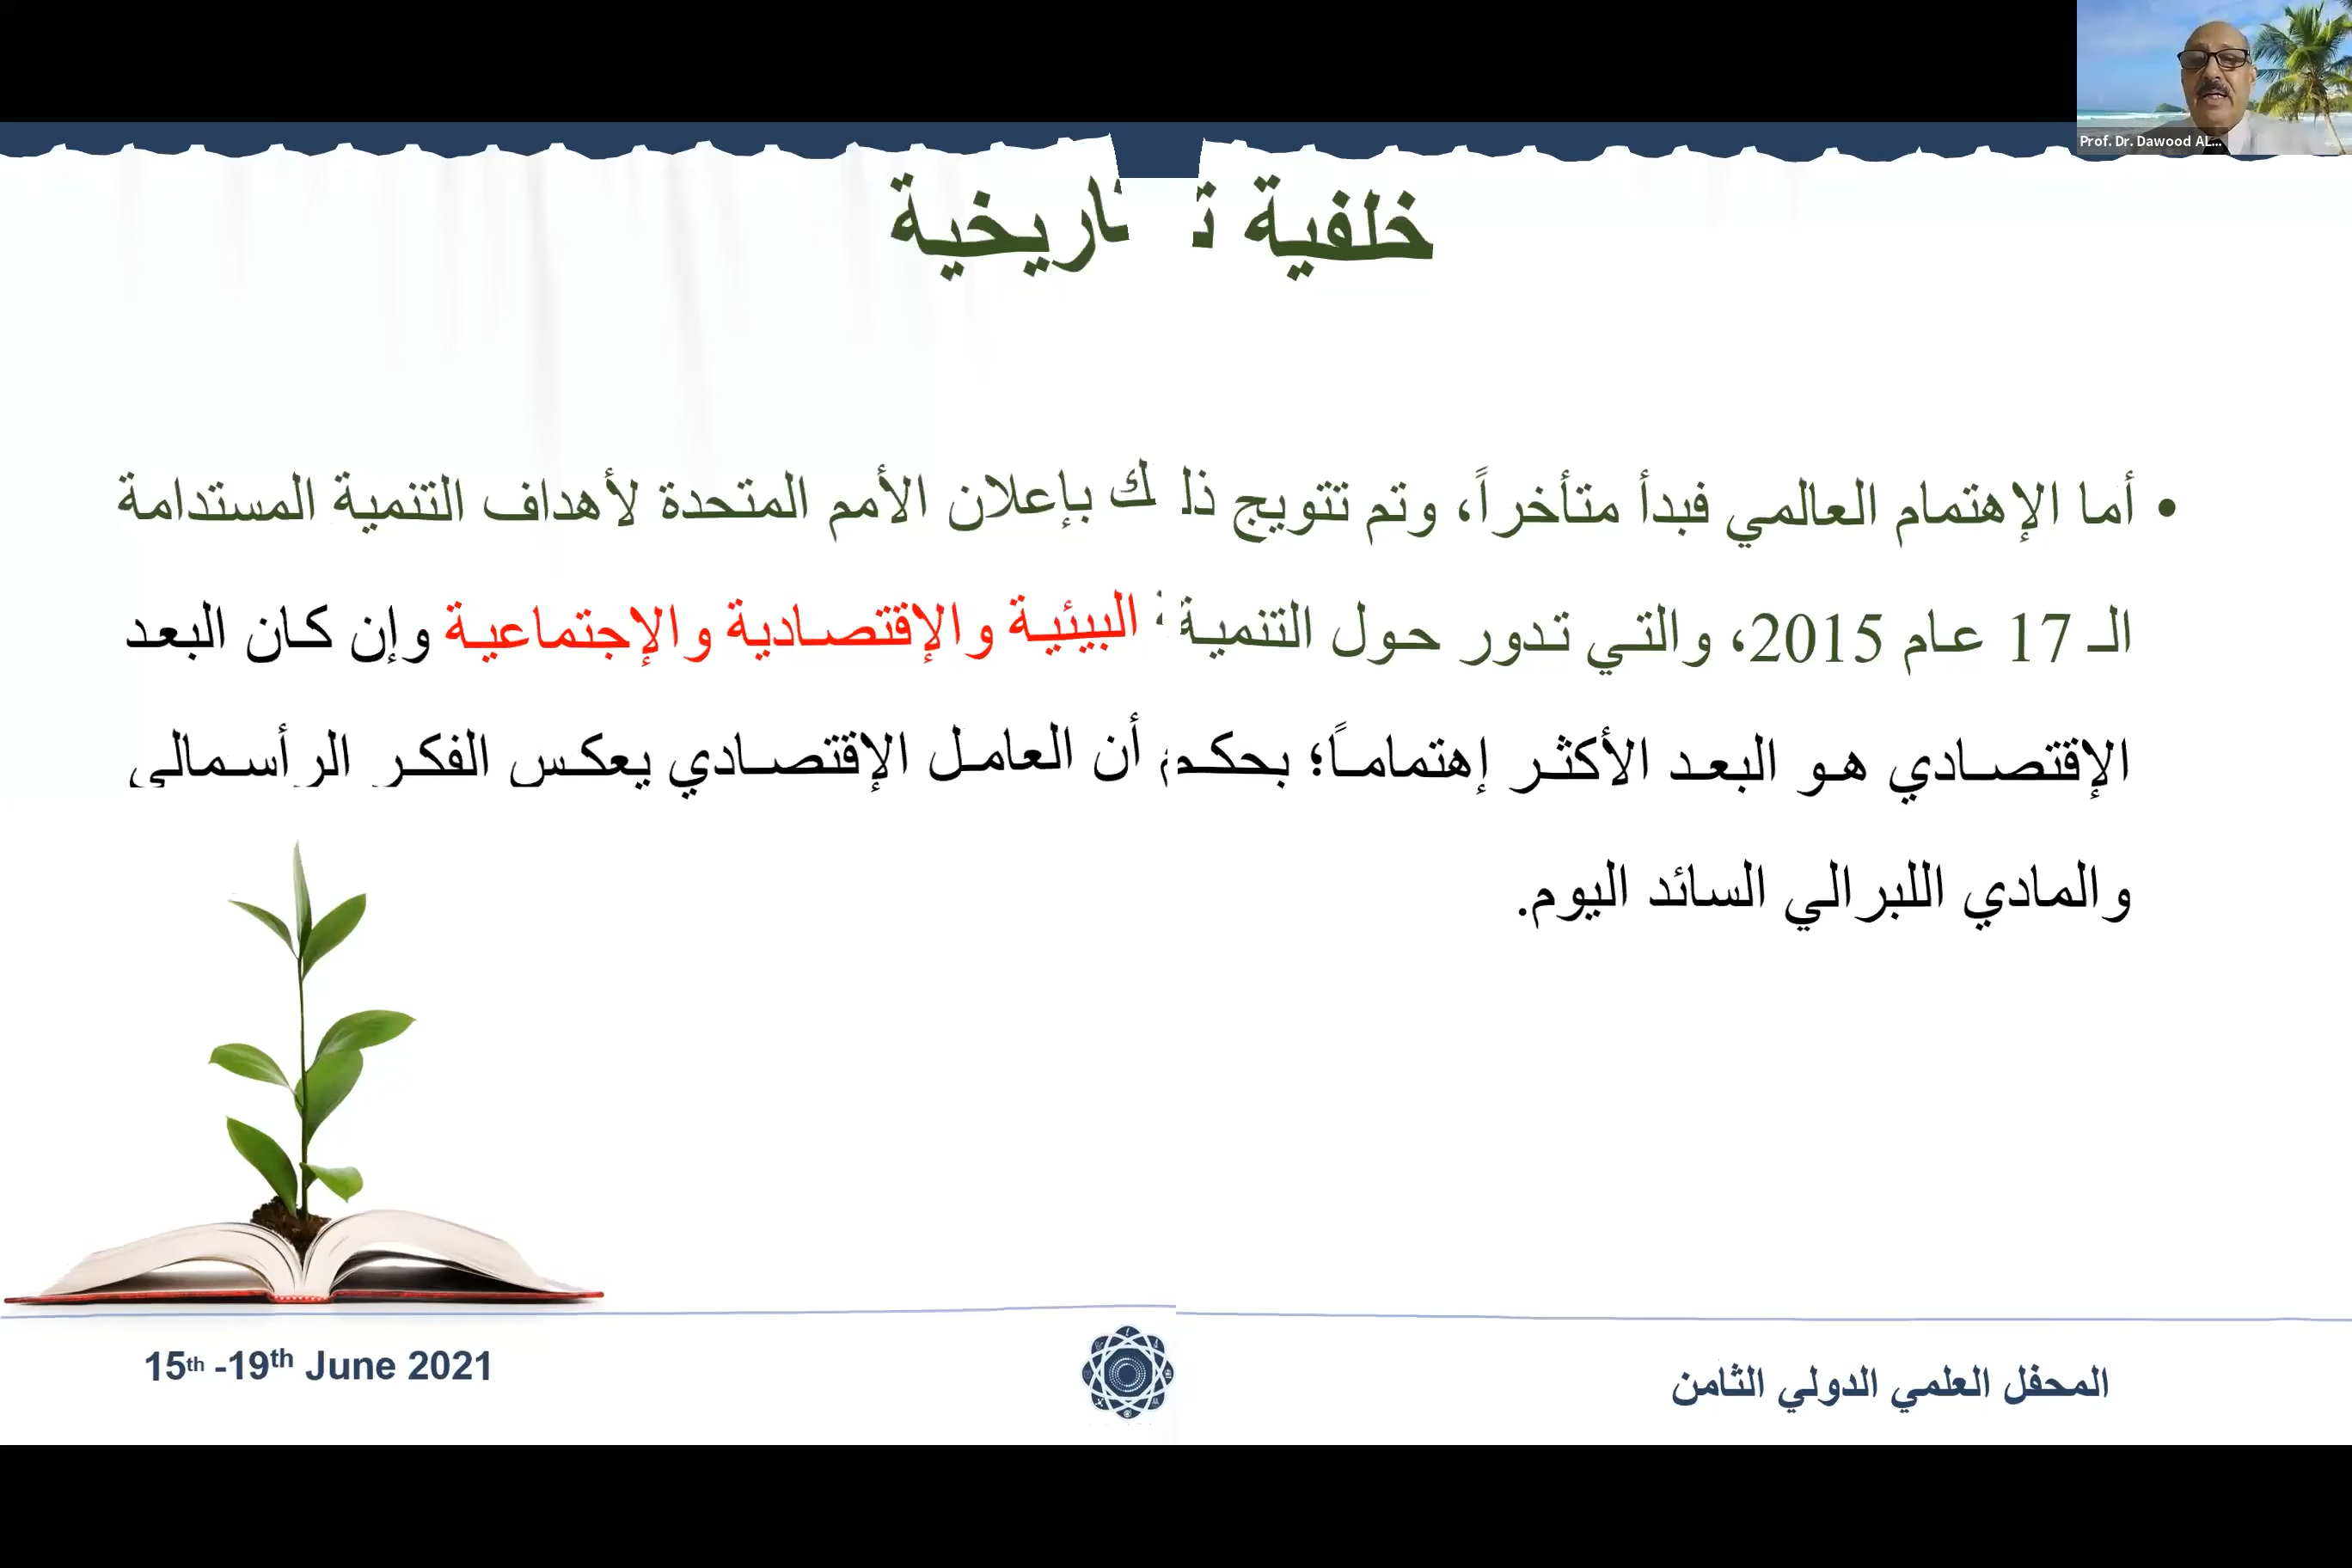 Prof. Dr. Dawood AL...
خلفية تاريخية
• أما الإهتمام العالمي فبدأ متأخراً، وتم تتويج ذلك بإعلان الأمم المتحدة لأهداف التنمية المستدامة
الـ 17 عام 2015، والتي تدور حول التنمية البيئية والإقتصادية والإجتماعية وإن كان البعد
الإقتصادي هو البعد الأكثر إهتماماً؛ بحكم أن العامل الإقتصادي يعكس الفكر الرأسمالي
والمادي اللبرالي السائد اليوم.
15th -19th June 2021
المحفل العلمي الدولي الثامن